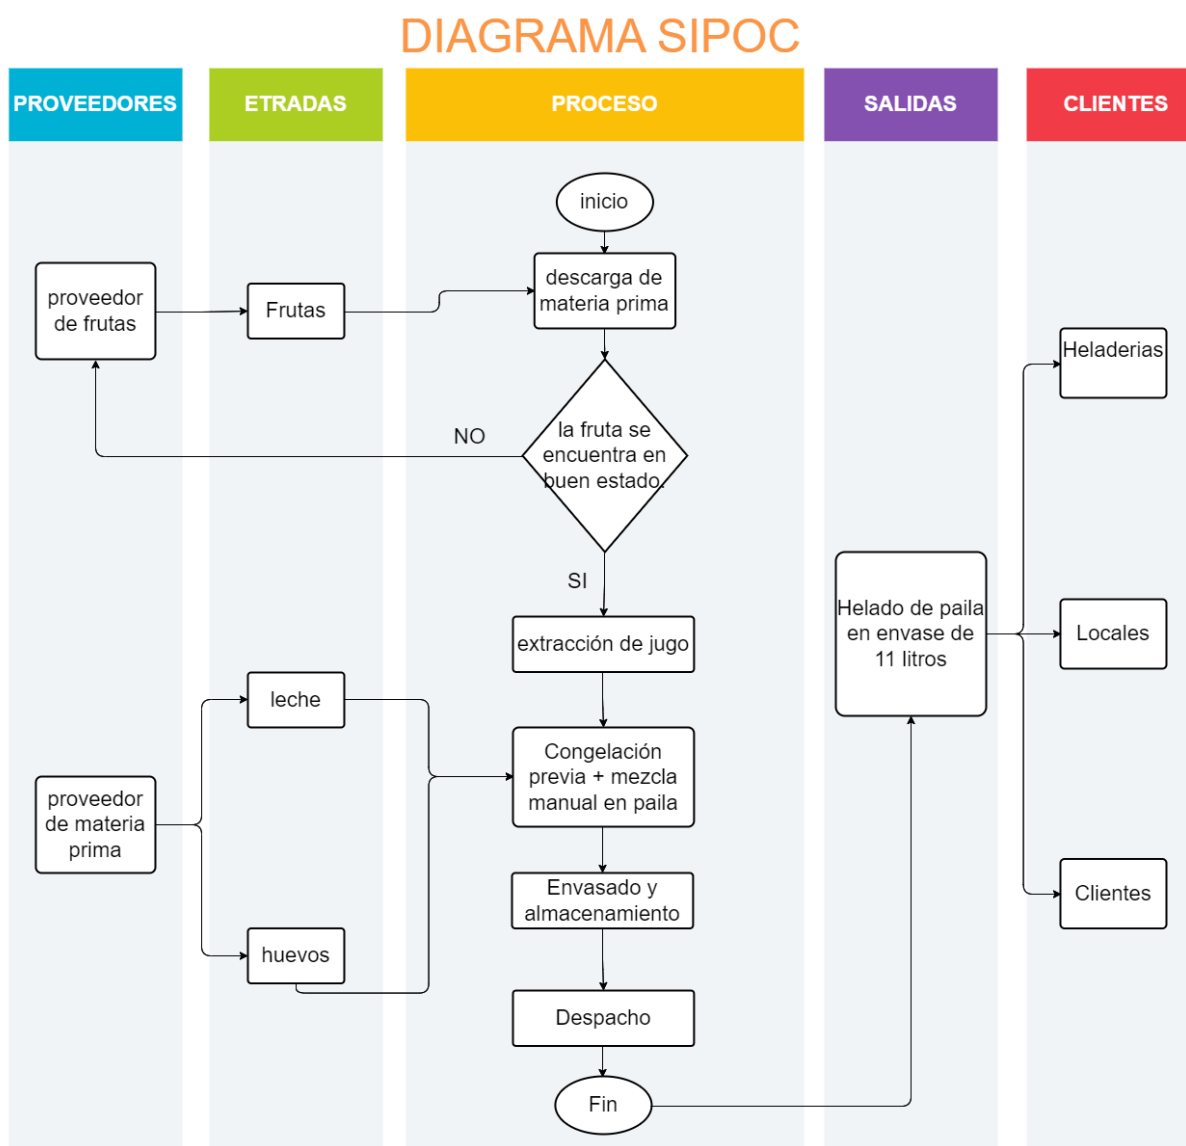 DIAGRAMA SIPOC
PROVEEDORES
ETRADAS
PROCESO
SALIDAS
CLIENTES
inicio
proveedor
de frutas
Frutas
descarga de
materia prima
Heladerias
NO
la fruta se
encuentra en
buen estado.
SI
extracción de jugo
Helado de paila
en envase de
11 litros
Locales
leche
Congelación
previa + mezcla
manual en paila
proveedor
de materia
prima
Envasado y
almacenamiento
Clientes
huevos
Despacho
Fin